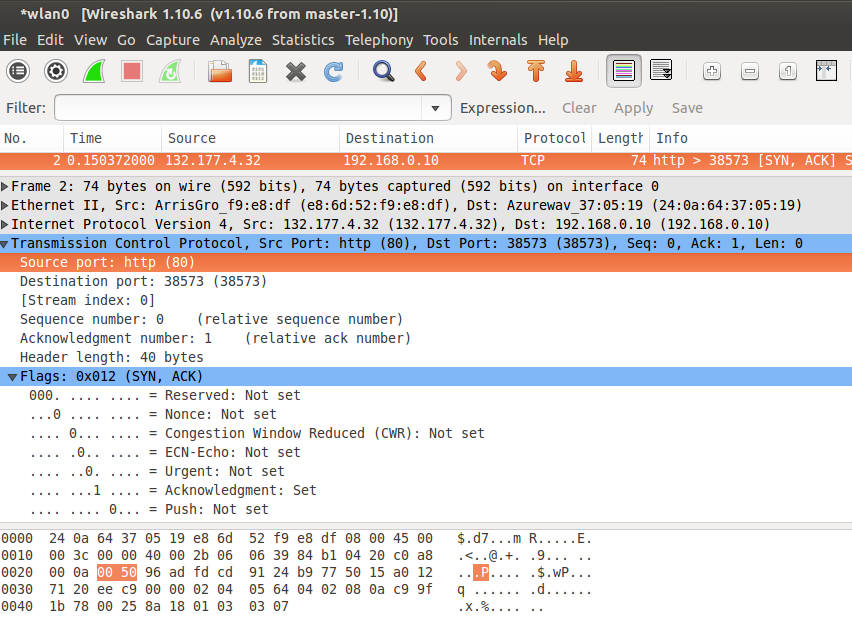 *wlan0 [Wireshark 1.10.6 (v1.10.6 from master-1.10)]
File Edit View Go Capture Analyze Statistics Telephony Tools Internals Help
Filter: Expression... Clear Apply Save
No. Time Source Destination Protocol Length Info
2 0.150372000 132.177.4.32 192.168.0.10 TCP 74 http > 38573 [SYN, ACK] S
Frame 2: 74 bytes on wire (592 bits), 74 bytes captured (592 bits) on interface 0
Ethernet II, Src: ArrisGro_f9:e8:df (e8:6d:52:f9:e8:df), Dst: Azurewav_37:05:19 (24:0a:64:37:05:19)
Internet Protocol Version 4, Src: 132.177.4.32 (132.177.4.32), Dst: 192.168.0.10 (192.168.0.10)
Transmission Control Protocol, Src Port: http (80), Dst Port: 38573 (38573), Seq: 0, Ack: 1, Len: 0
Source port: http (80)
Destination port: 38573 (38573)
[Stream index: 0]
Sequence number: 0 (relative sequence number)
Acknowledgment number: 1 (relative ack number)
Header length: 40 bytes
Flags: 0x012 (SYN, ACK)
000. .... .... = Reserved: Not set
...0 .... .... = Nonce: Not set
.... 0... .... = Congestion Window Reduced (CWR): Not set
.... .0.. .... = ECN-Echo: Not set
.... ..0. .... = Urgent: Not set
.... ...1 .... = Acknowledgment: Set
.... .... 0... = Push: Not set
0000 24 0a 64 37 05 19 e8 6d 52 f9 e8 df 08 00 45 00 $.d7...m R.....E.
0010 00 3c 00 00 40 00 2b 06 06 39 84 b1 04 20 c0 a8 .<..@.+. .9... ..
0020 00 0a 00 50 96 ad fd cd 91 24 b9 77 50 15 a0 12 ...P.... .$.wP...
0030 71 20 ee c9 00 00 02 04 05 64 04 02 08 0a c9 9f q ...... .d......
0040 1b 78 00 25 8a 18 01 03 03 07 .x.%.... ..